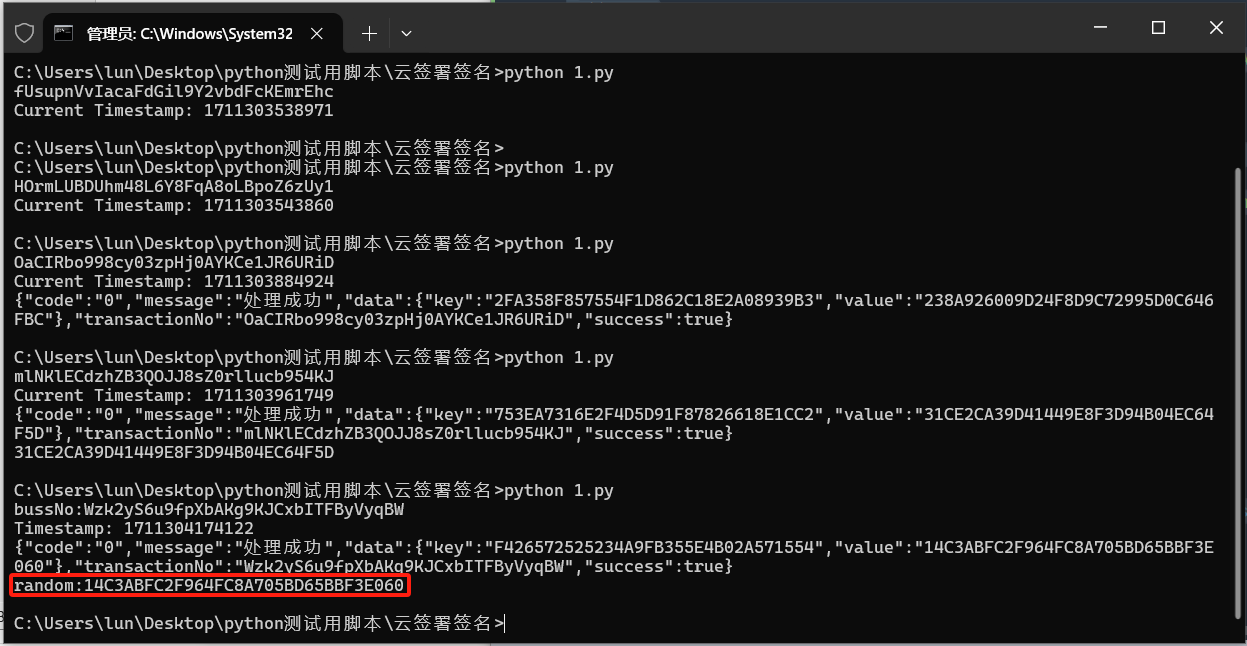 管理员: C:\Windows\System32
C:\Users\lun\Desktop\python测试用脚本\云签署签名>python 1.py
fUsupnVvIacaFdGil9Y2vbdFcKEmrEhc
Current Timestamp: 1711303538971
C:\Users\lun\Desktop\python测试用脚本\云签署签名>
C:\Users\lun\Desktop\python测试用脚本\云签署签名>python 1.py
HOrmLUBDUhm48L6Y8FqA8oLBpoZ6zUy1
Current Timestamp: 1711303543860
C:\Users\lun\Desktop\python测试用脚本\云签署签名>python 1.py
OaCIRbo998cy03zpHj0AYKCe1JR6URiD
Current Timestamp: 1711303884924
{"code":"0","message":"处理成功","data":{"key":"2FA358F857554F1D862C18E2A08939B3","value":"238A926009D24F8D9C72995D0C646
FBC"},"transactionNo":"OaCIRbo998cy03zpHj0AYKCe1JR6URiD","success":true}
C:\Users\lun\Desktop\python测试用脚本\云签署签名>python 1.py
mlNKlECdzhZB3QOJJ8sZ0rllucb954KJ
Current Timestamp: 1711303961749
{"code":"0","message":"处理成功","data":{"key":"753EA7316E2F4D5D91F87826618E1CC2","value":"31CE2CA39D41449E8F3D94B04EC64
F5D"},"transactionNo":"mlNKlECdzhZB3QOJJ8sZ0rllucb954KJ","success":true}
31CE2CA39D41449E8F3D94B04EC64F5D
C:\Users\lun\Desktop\python测试用脚本\云签署签名>python 1.py
bussNo:Wzk2yS6u9fpXbAKg9KJCxbITFByVyqBW
Timestamp: 1711304174122
{"code":"0","message":"处理成功","data":{"key":"F426572525234A9FB355E4B02A571554","value":"14C3ABFC2F964FC8A705BD65BBF3E
060"},"transactionNo":"Wzk2yS6u9fpXbAKg9KJCxbITFByVyqBW","success":true}
random:14C3ABFC2F964FC8A705BD65BBF3E060
C:\Users\lun\Desktop\python测试用脚本\云签署签名>